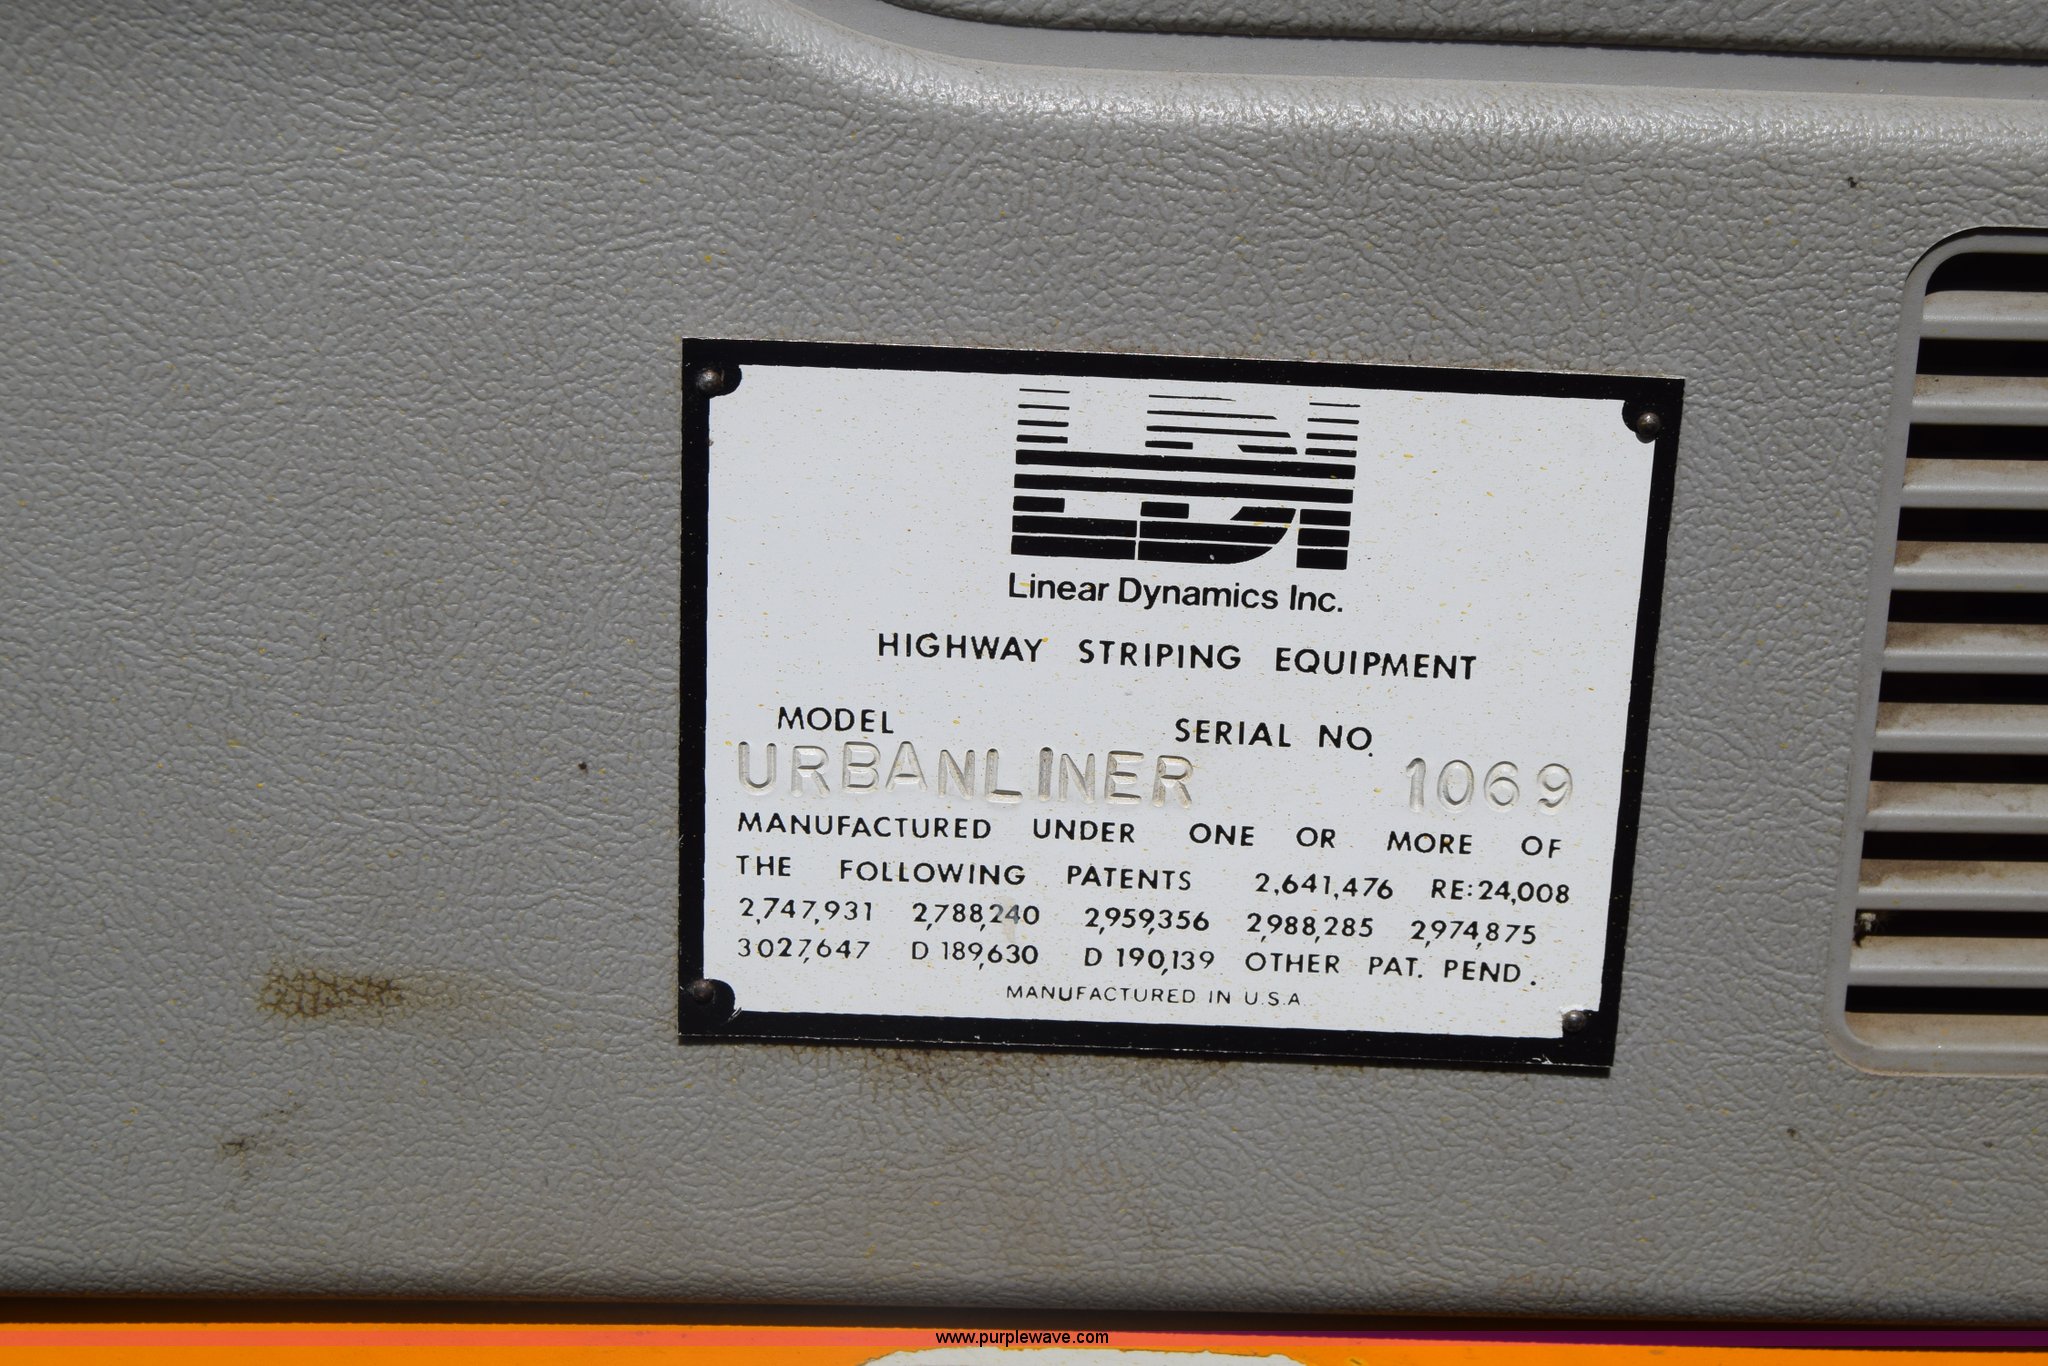 LDI
Linear Dynamics Inc.
HIGHWAY STRIPING EQUIPMENT
MODEL SERIAL NO.
URBANLINER 1069
MANUFACTURED UNDER ONE OR MORE OF
THE FOLLOWING PATENTS 2,641,476 RE:24,008
2,747,931 2,788,240 2,959,356 2,988,285 2,974,875
3027,647 D 189,630 D 190,139 OTHER PAT. PEND.
MANUFACTURED IN U.S.A
www.purplewave.com